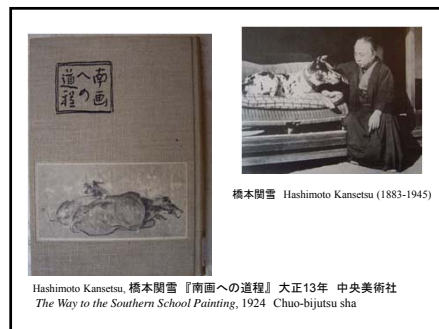 南画
への
道程
橋本関雪 Hashimoto Kansetsu (1883-1945)
Hashimoto Kansetsu, 橋本関雪 『南画への道程』 大正13年 中央美術社
The Way to the Southern School Painting, 1924 Chuo-bijutsu sha